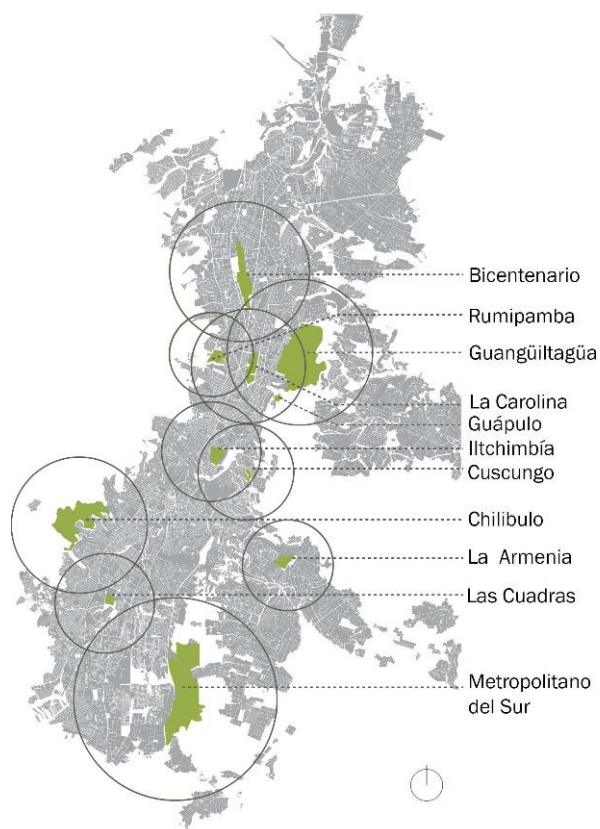 Bicentenario
Rumipamba
Guangüiltagüa
La Carolina
Guápulo
Iltchimbía
Cuscungo
Chilibulo
La Armenia
Las Cuadras
Metropolitano
del Sur